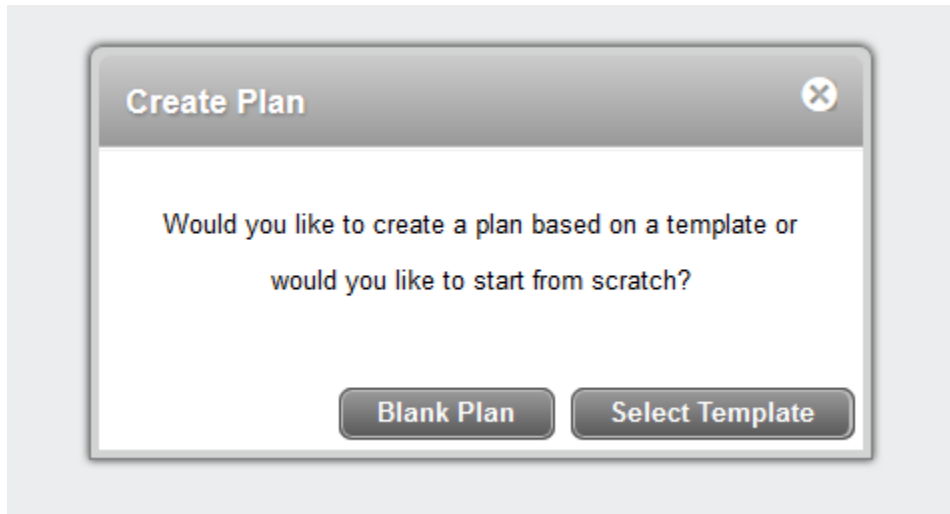 Create Plan
Would you like to create a plan based on a template or
would you like to start from scratch?
Blank Plan
Select Template